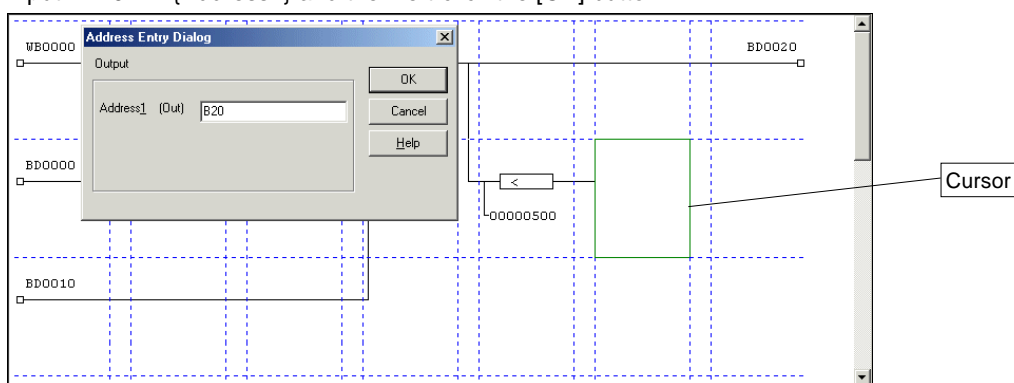 WB0000
Address Entry Dialog
BD0020
Output
OK
Address1 (Out)
B20
Cancel
Help
BD0000
<
Cursor
00000500
BD0010